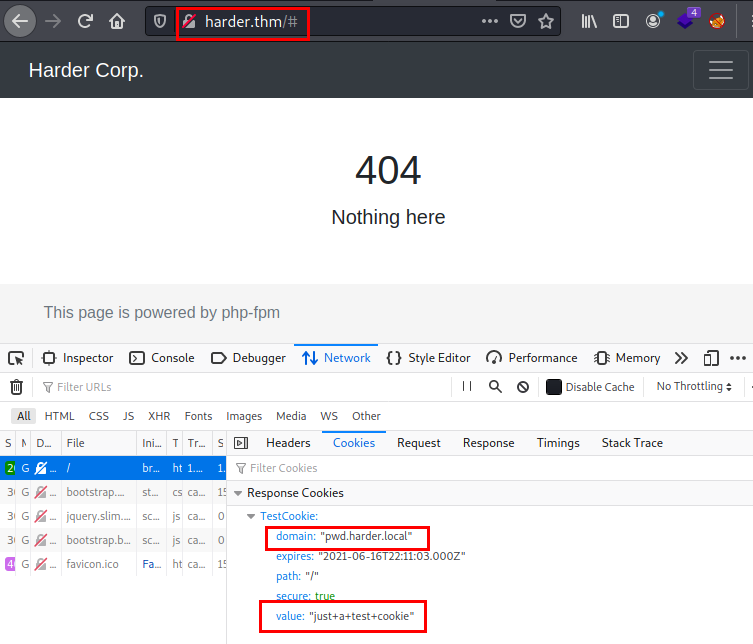 harder.thm/#
4
Harder Corp.
404
Nothing here
This page is powered by php-fpm
Inspector Console Debugger Network Style Editor Performance Memory
Filter URLs
Disable Cache No Throttling
All HTML CSS JS XHR Fonts Images Media WS Other
S M D... File Ini... T Tr... S
Headers Cookies Request Response Timings Stack Trace
20 G ... / br... ht 1.... 1.
Filter Cookies
30 G ... bootstrap.... st... cs ca... 15
Response Cookies
30 G ... jquery.slim.... sc... js ca... 0
TestCookie:
30 G ... bootstrap.b... sc... js ca... 0
domain: "pwd.harder.local"
expires: "2021-06-16T22:11:03.000Z"
4 G ... favicon.ico Fa... ht ca... 15
path: "/"
secure: true
value: "just+a+test+cookie"